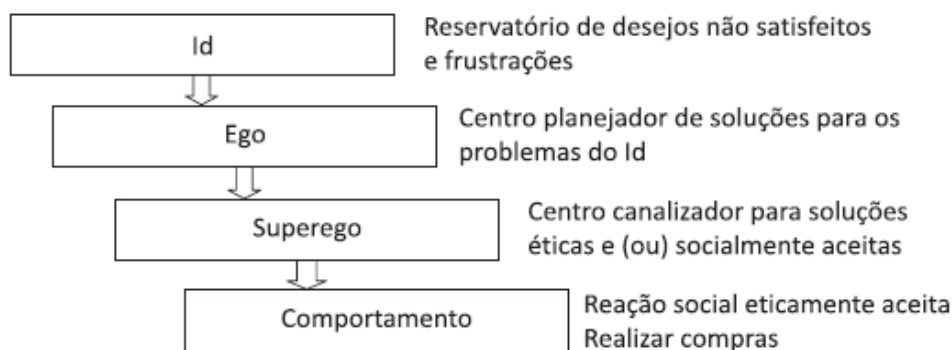 Id
Reservatório de desejos não satisfeitos
e frustrações
Ego
Centro planejador de soluções para os
problemas do Id
Superego
Centro canalizador para soluções
éticas e (ou) socialmente aceitas
Comportamento
Reação social eticamente aceita
Realizar compras